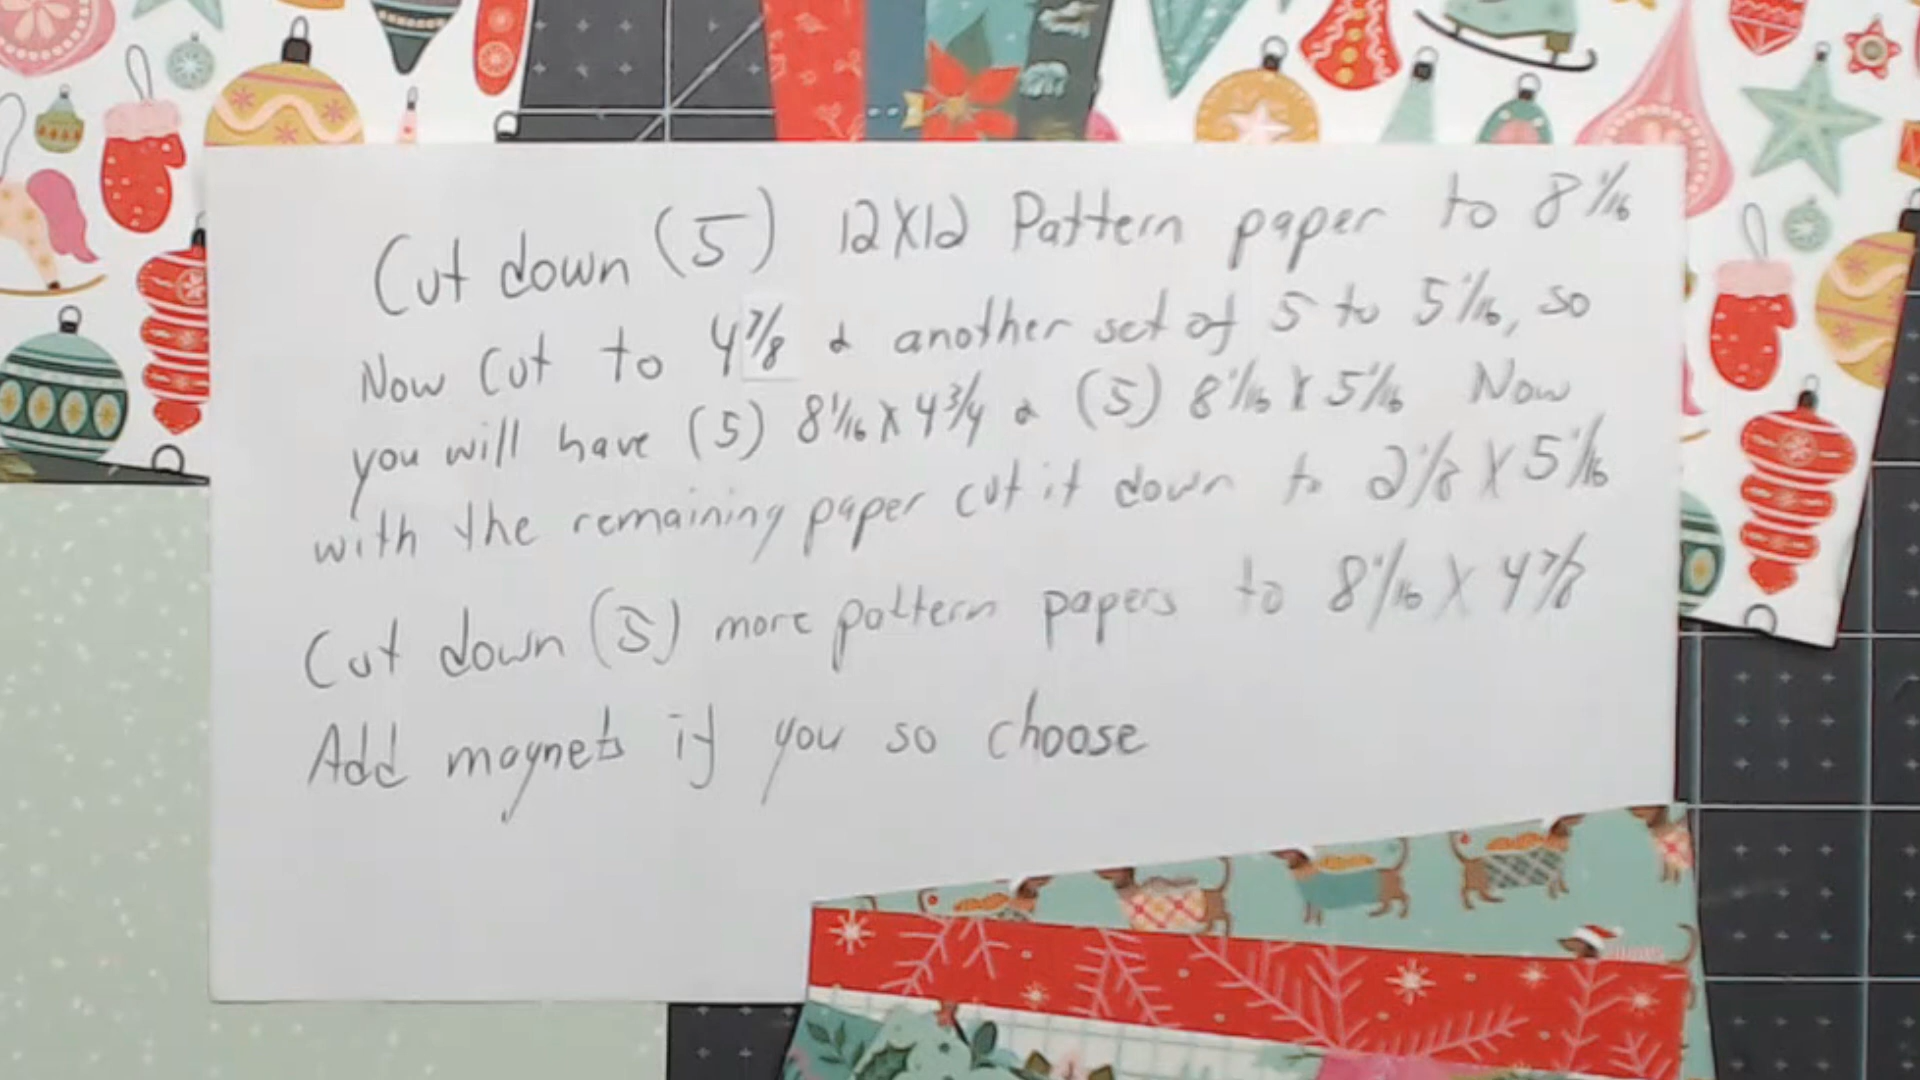 Cut down (5) 12X12 Pattern paper to 8 1/16
Now Cut to 4 7/8 & another set of 5 to 5 1/16, so
you will have (5) 8 1/16 X 4 3/4 & (5) 8 1/16 X 5 1/16 Now
with the remaining paper cut it down to 2 1/8 X 5 1/16
Cut down (5) more pattern papers to 8 1/16 X 4 7/8
Add magnets if you so choose